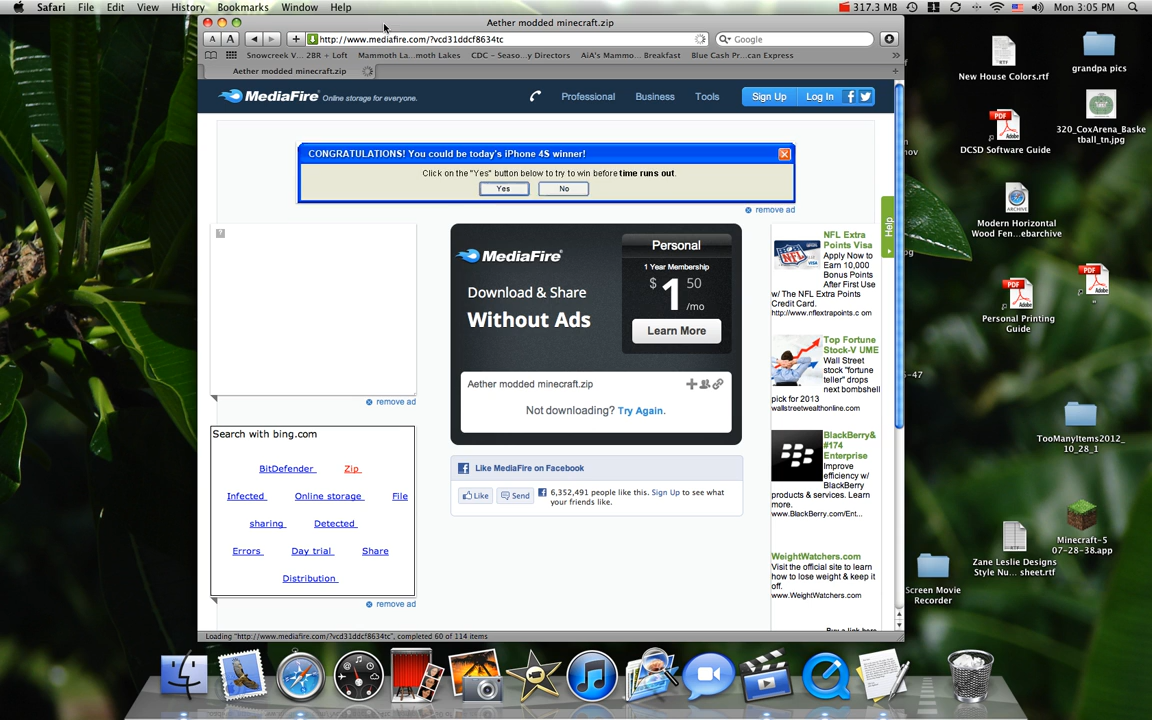 Safari File Edit View History Bookmarks Window Help
317.3 MB Mon 3:05 PM
Aether modded minecraft.zip
A A http://www.mediafire.com/?vcd31ddcf8634tc Google
Snowcreek V... 2BR + Loft Mammoth La...moth Lakes CDC – Seaso...y Directors AiA's Mammo... Breakfast Blue Cash Pr...can Express
Aether modded minecraft.zip
MediaFire Online storage for everyone.
Professional Business Tools Sign Up Log In
CONGRATULATIONS! You could be today's iPhone 4S winner!
Click on the "Yes" button below to try to win before time runs out.
Yes No
remove ad
Help
MediaFire
Download & Share
Without Ads
Personal
1 Year Membership
$1 50
/mo
Learn More
Aether modded minecraft.zip
Not downloading? Try Again.
Like MediaFire on Facebook
Like Send 6,352,491 people like this. Sign Up to see what
your friends like.
remove ad
Search with bing.com
BitDefender Zip
Infected Online storage File
sharing Detected
Errors Day trial Share
Distribution
remove ad
NFL Extra
Points Visa
Apply Now to
Earn 10,000
Bonus Points
After First Use
w/ The NFL Extra Points
Credit Card.
http://www.nflextrapoints.c om
Top Fortune
Stock-V UME
Wall Street
stock "fortune
teller" drops
next bombshell
pick for 2013
wallstreetwealthonline.com
BlackBerry&
#174
Enterprise
Improve
efficiency w/
BlackBerry
products & services. Learn
more.
www.BlackBerry.com/Ent...
WeightWatchers.com
Visit the official site to learn
how to lose weight & keep it
off.
www.WeightWatchers.com
Buy a link here
Loading "http://www.mediafire.com/?vcd31ddcf8634tc", completed 60 of 114 items
New House Colors.rtf
grandpa pics
DCSD Software Guide
320_CoxArena_Baske
tball_tn.jpg
Modern Horizontal
Wood Fen...ebarchive
Personal Printing
Guide
"
TooManyItems2012_
10_28_1
Minecraft-5
07-28-38.app
Zane Leslie Designs
Style Nu... sheet.rtf
Screen Movie
Recorder